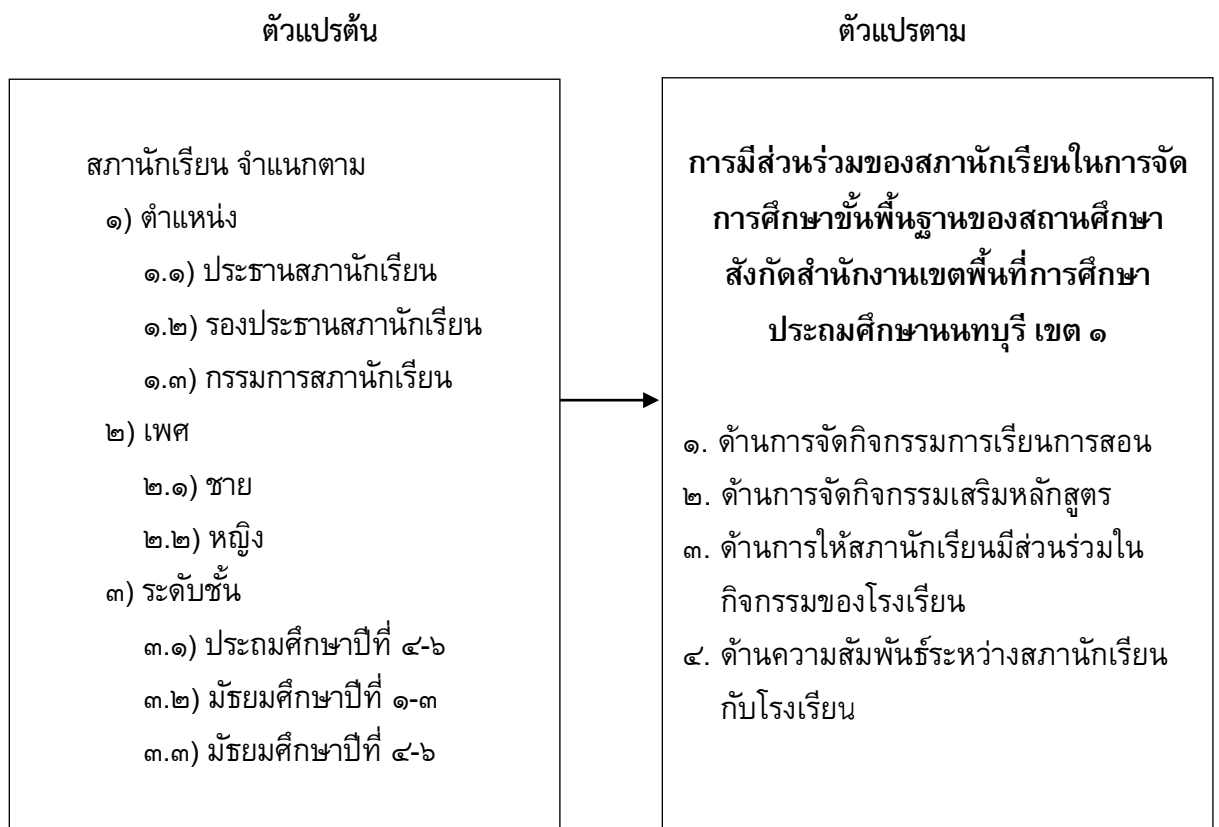 ตัวแปรต้น
ตัวแปรตาม
สภานักเรียน จำแนกตาม
๑) ตำแหน่ง
๑.๑) ประธานสภานักเรียน
๑.๒) รองประธานสภานักเรียน
๑.๓) กรรมการสภานักเรียน
๒) เพศ
๒.๑) ชาย
๒.๒) หญิง
๓) ระดับชั้น
๓.๑) ประถมศึกษาปีที่ ๔-๖
๓.๒) มัธยมศึกษาปีที่ ๑-๓
๓.๓) มัธยมศึกษาปีที่ ๔-๖
การมีส่วนร่วมของสภานักเรียนในการจัด
การศึกษาขั้นพื้นฐานของสถานศึกษา
สังกัดสำนักงานเขตพื้นที่การศึกษา
ประถมศึกษานนทบุรี เขต ๑
๑. ด้านการจัดกิจกรรมการเรียนการสอน
๒. ด้านการจัดกิจกรรมเสริมหลักสูตร
๓. ด้านการให้สภานักเรียนมีส่วนร่วมใน
กิจกรรมของโรงเรียน
๔. ด้านความสัมพันธ์ระหว่างสภานักเรียน
กับโรงเรียน